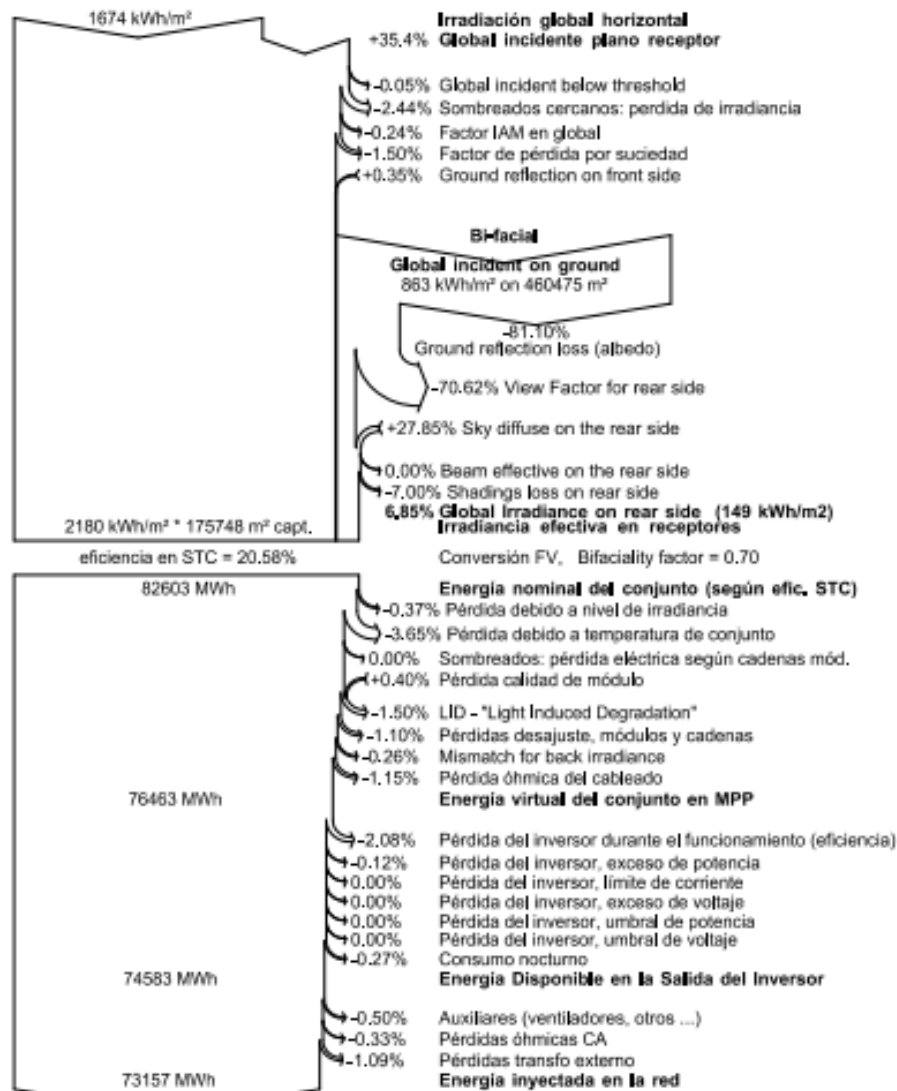 1674 kWh/m² Irradiación global horizontal
+35.4% Global incidente plano receptor
-0.05% Global incident below threshold
-2.44% Sombreados cercanos: perdida de irradiancia
-0.24% Factor IAM en global
-1.50% Factor de pérdida por suciedad
+0.35% Ground reflection on front side
Bi-facial
Global incident on ground
863 kWh/m² on 460475 m²
-81.10%
Ground reflection loss (albedo)
-70.62% View Factor for rear side
+27.85% Sky diffuse on the rear side
0.00% Beam effective on the rear side
-7.00% Shadings loss on rear side
6.85% Global Irradiance on rear side (149 kWh/m2)
2180 kWh/m² * 175748 m² capt. Irradiancia efectiva en receptores
eficiencia en STC = 20.58% Conversión FV, Bifaciality factor = 0.70
82603 MWh Energía nominal del conjunto (según efic. STC)
-0.37% Pérdida debido a nivel de irradiancia
-3.65% Pérdida debido a temperatura de conjunto
0.00% Sombreados: pérdida eléctrica según cadenas mód.
+0.40% Pérdida calidad de módulo
-1.50% LID - "Light Induced Degradation"
-1.10% Pérdidas desajuste, módulos y cadenas
-0.26% Mismatch for back irradiance
-1.15% Pérdida óhmica del cableado
76463 MWh Energía virtual del conjunto en MPP
-2.08% Pérdida del inversor durante el funcionamiento (eficiencia)
-0.12% Pérdida del inversor, exceso de potencia
0.00% Pérdida del inversor, límite de corriente
0.00% Pérdida del inversor, exceso de voltaje
0.00% Pérdida del inversor, umbral de potencia
0.00% Pérdida del inversor, umbral de voltaje
-0.27% Consumo nocturno
74583 MWh Energía Disponible en la Salida del Inversor
-0.50% Auxiliares (ventiladores, otros ...)
-0.33% Pérdidas óhmicas CA
-1.09% Pérdidas transfo externo
73157 MWh Energía inyectada en la red